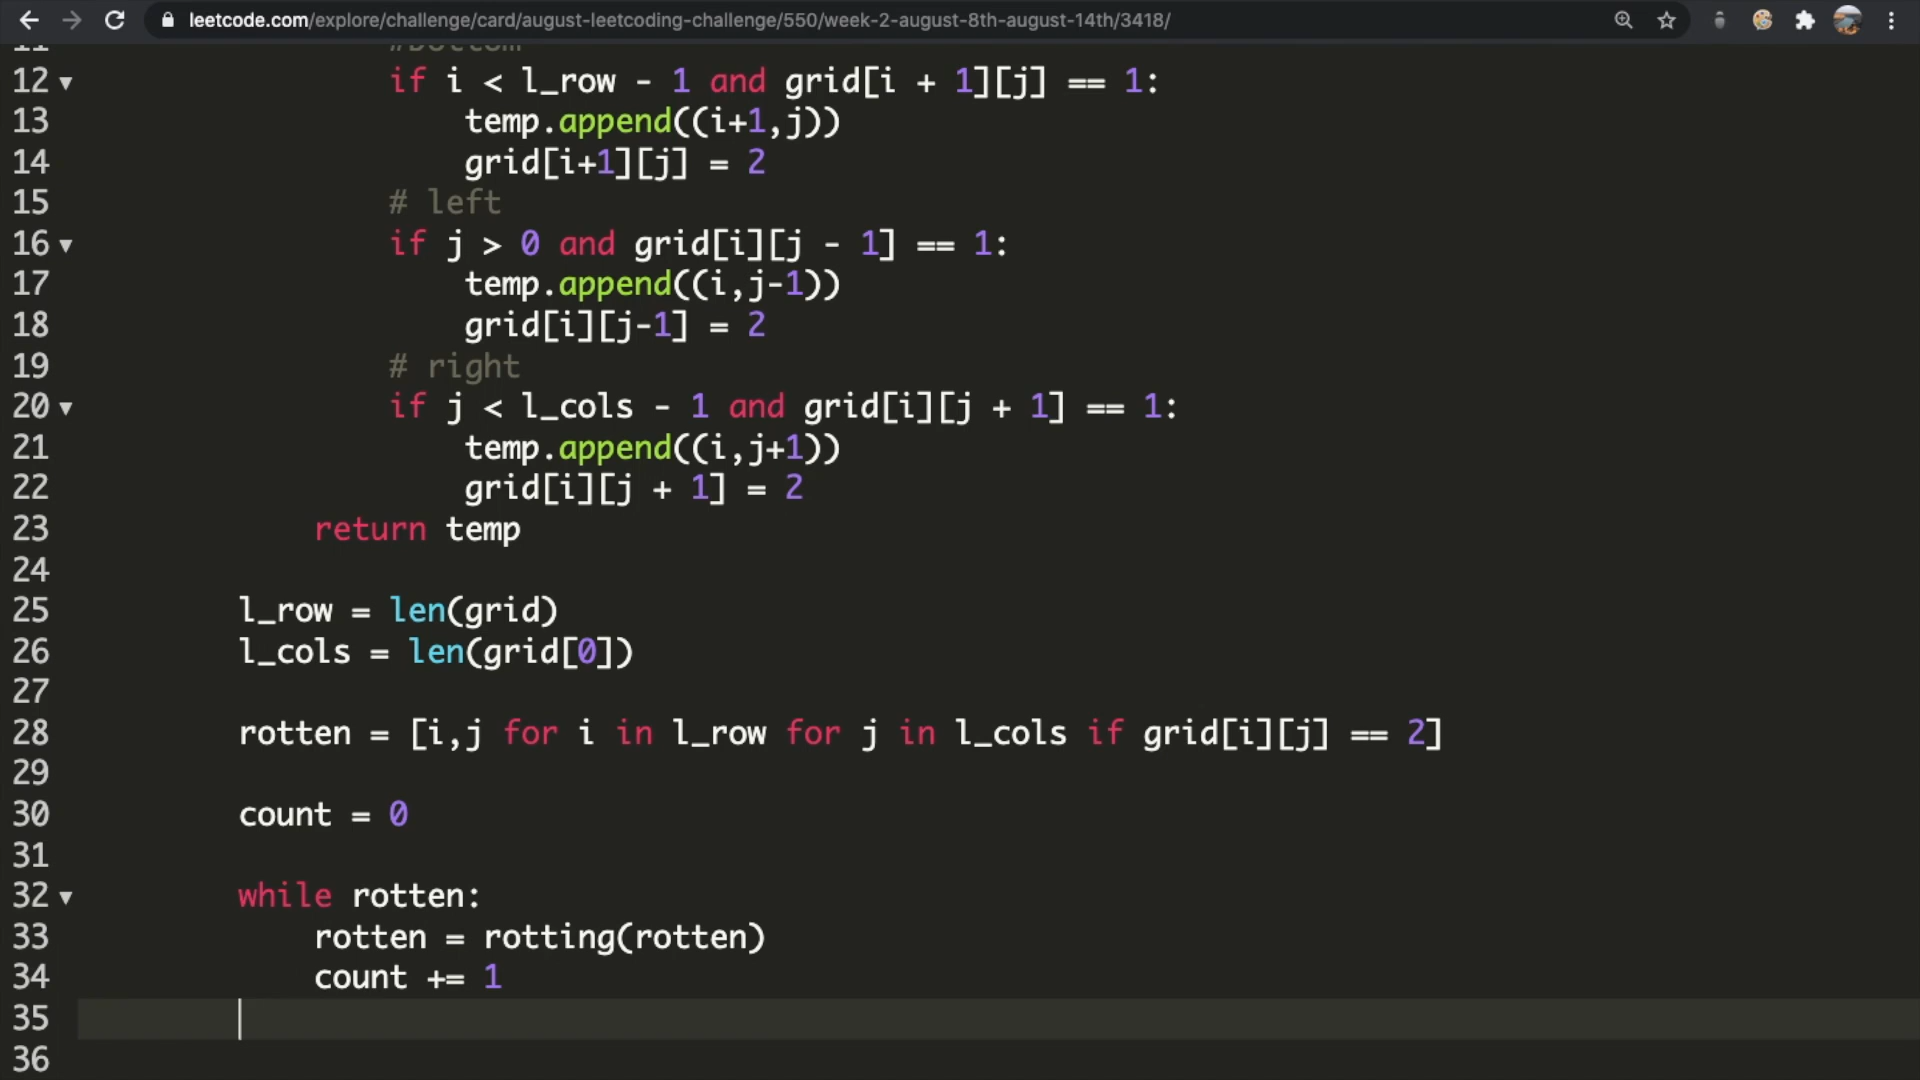 leetcode.com/explore/challenge/card/august-leetcoding-challenge/550/week-2-august-8th-august-14th/3418/
11 #bottom
12 if i < l_row - 1 and grid[i + 1][j] == 1:
13 temp.append((i+1,j))
14 grid[i+1][j] = 2
15 # left
16 if j > 0 and grid[i][j - 1] == 1:
17 temp.append((i,j-1))
18 grid[i][j-1] = 2
19 # right
20 if j < l_cols - 1 and grid[i][j + 1] == 1:
21 temp.append((i,j+1))
22 grid[i][j + 1] = 2
23 return temp
24
25 l_row = len(grid)
26 l_cols = len(grid[0])
27
28 rotten = [i,j for i in l_row for j in l_cols if grid[i][j] == 2]
29
30 count = 0
31
32 while rotten:
33 rotten = rotting(rotten)
34 count += 1
35
36